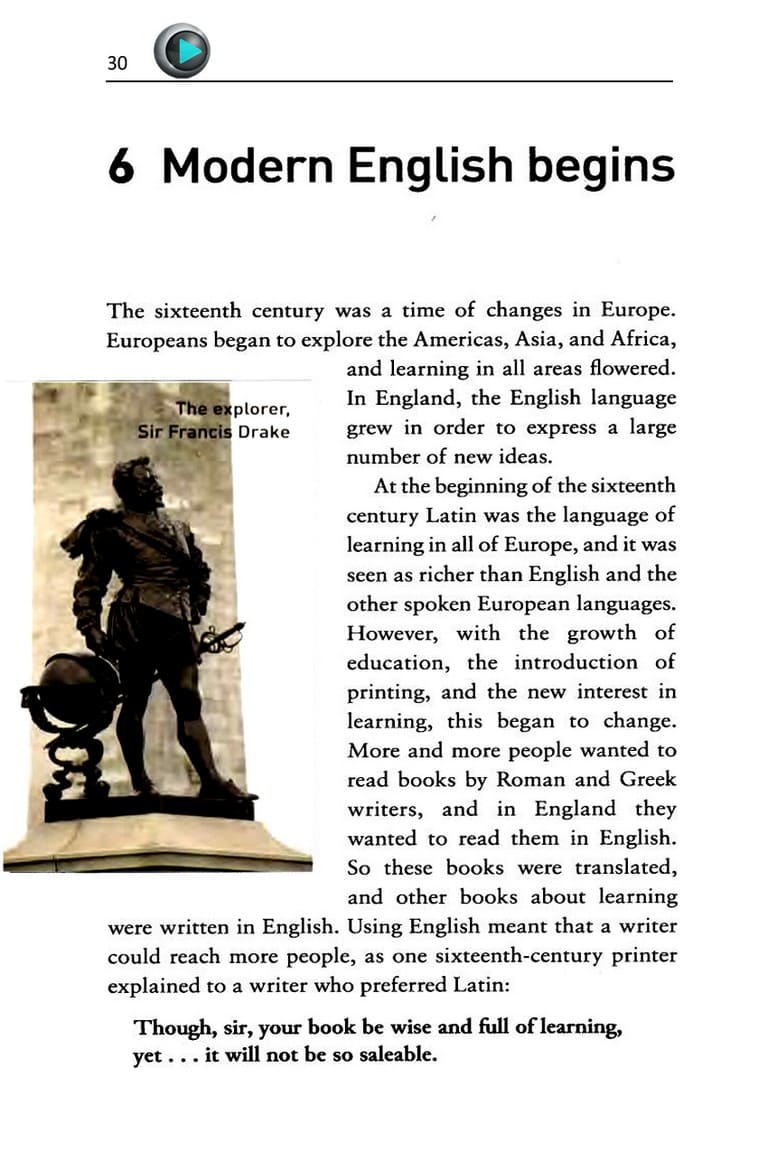 30
6 Modern English begins
The sixteenth century was a time of changes in Europe.
Europeans began to explore the Americas, Asia, and Africa,
and learning in all areas flowered.
In England, the English language
grew in order to express a large
number of new ideas.
The explorer,
Sir Francis Drake
At the beginning of the sixteenth
century Latin was the language of
learning in all of Europe, and it was
seen as richer than English and the
other spoken European languages.
However, with the growth of
education, the introduction of
printing, and the new interest in
learning, this began to change.
More and more people wanted to
read books by Roman and Greek
writers, and in England they
wanted to read them in English.
So these books were translated,
and other books about learning
were written in English. Using English meant that a writer
could reach more people, as one sixteenth-century printer
explained to a writer who preferred Latin:
Though, sir, your book be wise and full of learning,
yet . . . it will not be so saleable.